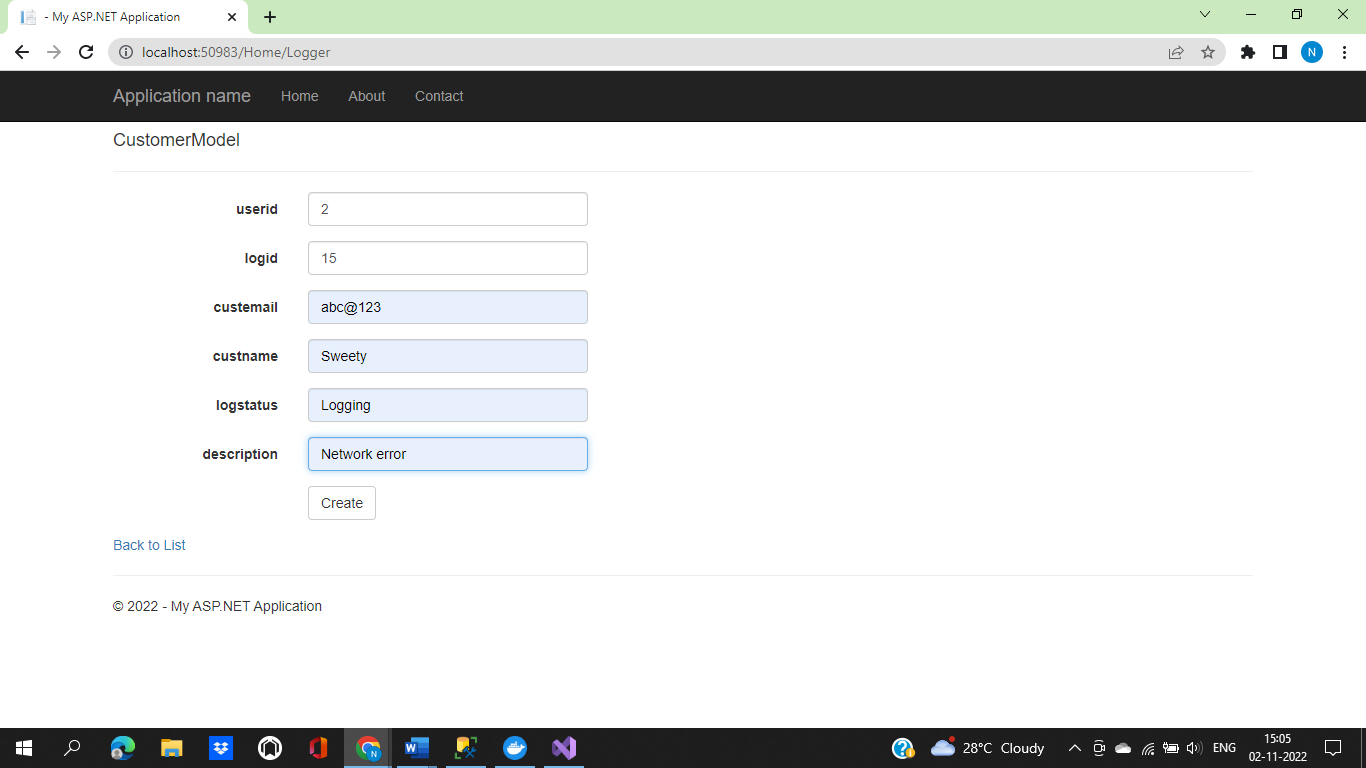 - My ASP.NET Application
localhost:50983/Home/Logger
N
Application name Home About Contact
CustomerModel
userid 2
logid 15
custemail abc@123
custname Sweety
logstatus Logging
description Network error
Create
Back to List
© 2022 - My ASP.NET Application
28°C Cloudy
ENG
15:05
02-11-2022